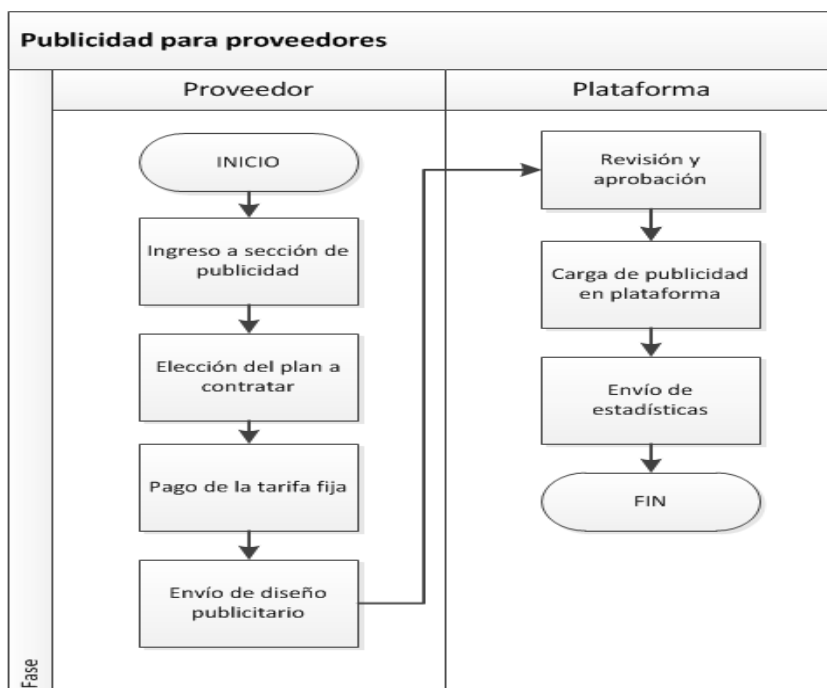 Publicidad para proveedores
Proveedor
Plataforma
INICIO
Ingreso a sección de
publicidad
Elección del plan a
contratar
Pago de la tarifa fija
Envío de diseño
publicitario
Revisión y
aprobación
Carga de publicidad
en plataforma
Envío de
estadísticas
FIN
Fase